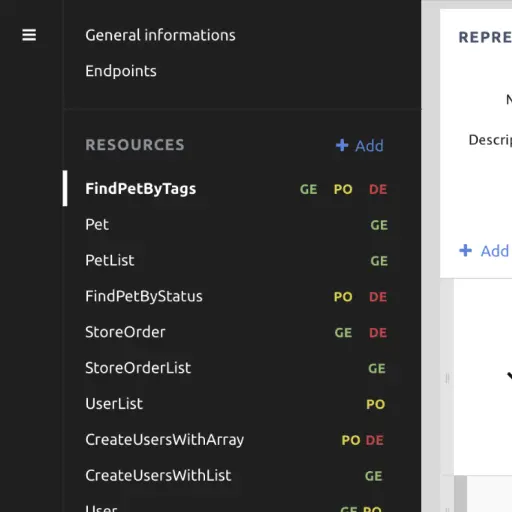 General informations
Endpoints
RESOURCES + Add
FindPetByTags GE PO DE
Pet GE
PetList GE
FindPetByStatus PO DE
StoreOrder GE DE
StoreOrderList GE
UserList PO
CreateUsersWithArray PO DE
CreateUsersWithList GE
User GE PO
REPRE
N
Descrip
+ Add